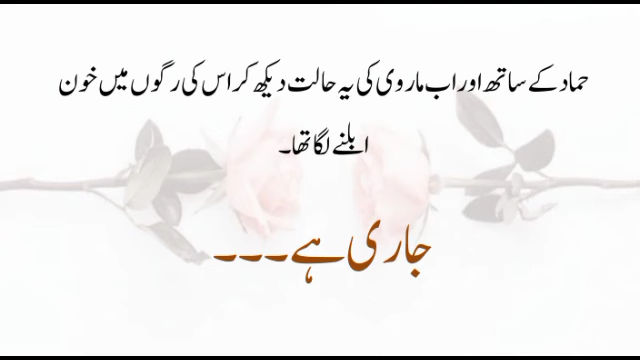 حماد کے ساتھ اور اب ماروی کی یہ حالت دیکھ کر اس کی رگوں میں خون
ابلنے لگا تھا۔
جاری ہے۔۔۔